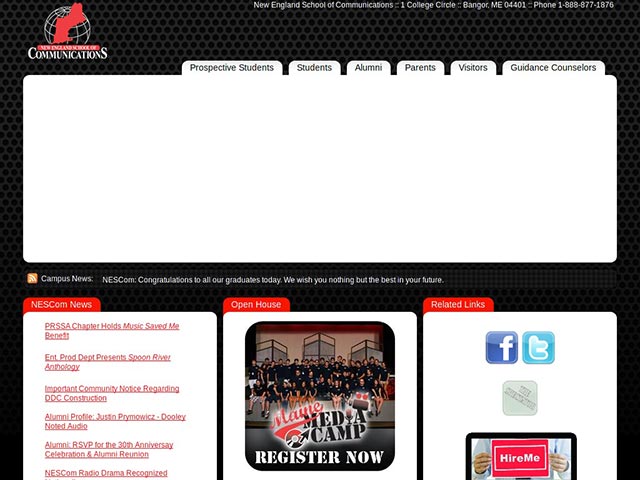 New England School of Communications :: 1 College Circle :: Bangor, ME 04401 :: Phone 1-888-877-1876
NEW ENGLAND SCHOOL OF
COMMUNICATIONS
Prospective Students
Students
Alumni
Parents
Visitors
Guidance Counselors
Campus News:
NESCom: Congratulations to all our graduates today. We wish you nothing but the best in your future.
NESCom News
PRSSA Chapter Holds Music Saved Me
Benefit
Ent. Prod Dept Presents Spoon River
Anthology
Important Community Notice Regarding
DDC Construction
Alumni Profile: Justin Prymowicz - Dooley
Noted Audio
Alumni: RSVP for the 30th Anniversay
Celebration & Alumni Reunion
NESCom Radio Drama Recognized
Open House
Maine
MEDIA
CAMP
REGISTER NOW
Related Links
f
t
HireMe